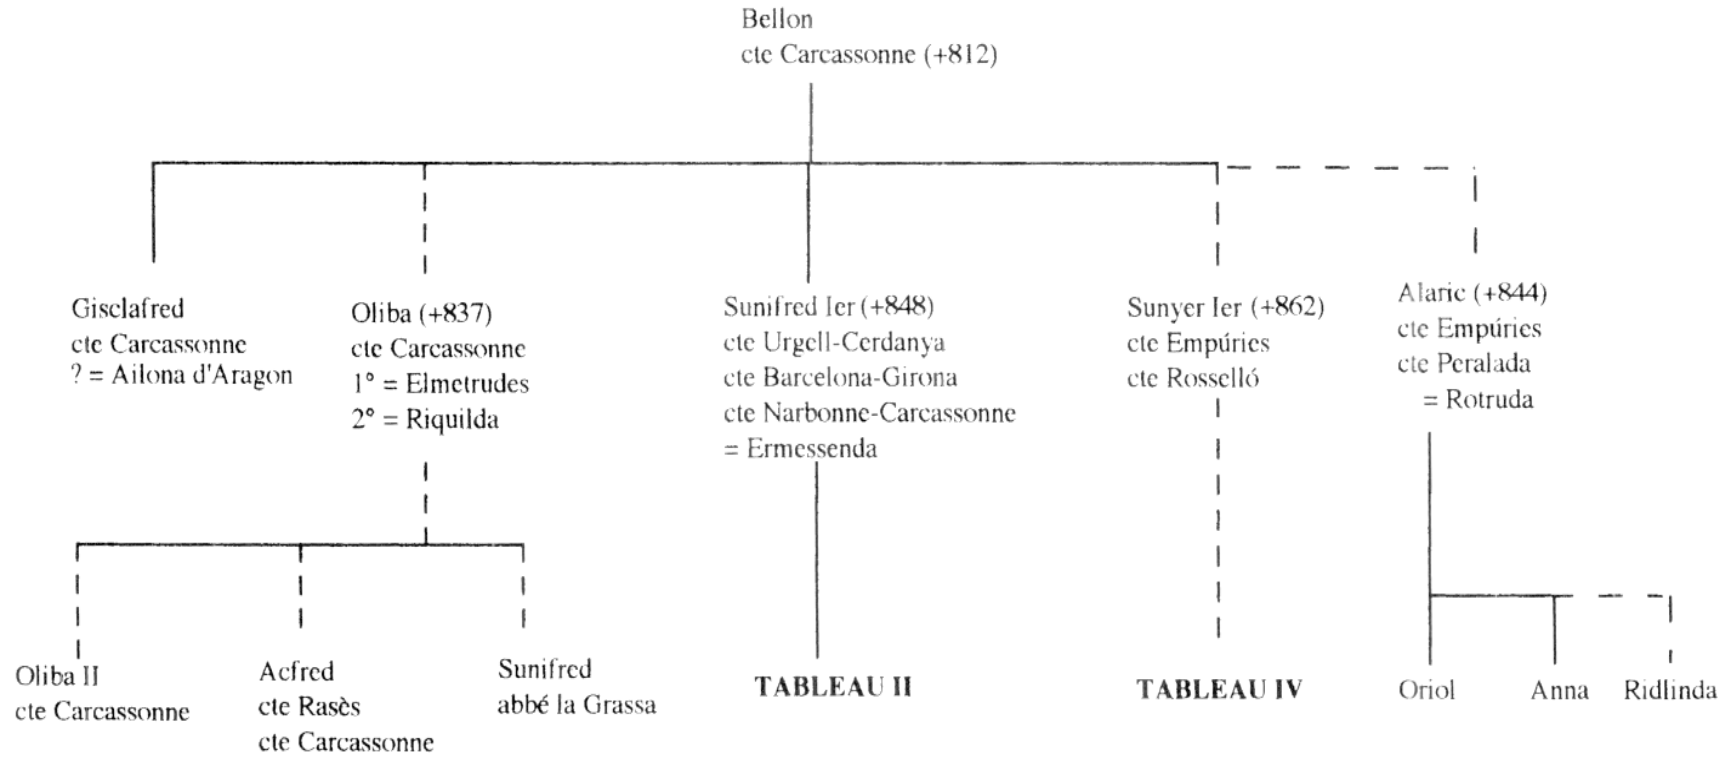 Bellon
cte Carcassonne (+812)
Gisclafred
cte Carcassonne
? = Ailona d'Aragon
Oliba (+837)
cte Carcassonne
1° = Elmetrudes
2° = Riquilda
Sunifred Ier (+848)
cte Urgell-Cerdanya
cte Barcelona-Girona
cte Narbonne-Carcassonne
= Ermessenda
Sunyer Ier (+862)
cte Empúries
cte Rosselló
Alaric (+844)
cte Empúries
cte Peralada
= Rotruda
Oliba II
cte Carcassonne
Acfred
cte Rasès
cte Carcassonne
Sunifred
abbé la Grassa
TABLEAU II
TABLEAU IV
Oriol
Anna
Ridlinda